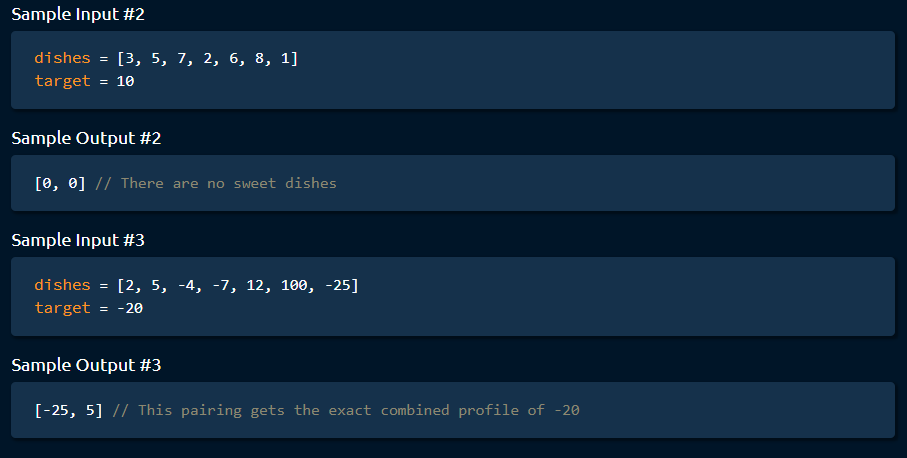 Sample Input #2
dishes = [3, 5, 7, 2, 6, 8, 1]
target = 10
Sample Output #2
[0, 0] // There are no sweet dishes
Sample Input #3
dishes = [2, 5, -4, -7, 12, 100, -25]
target = -20
Sample Output #3
[-25, 5] // This pairing gets the exact combined profile of -20